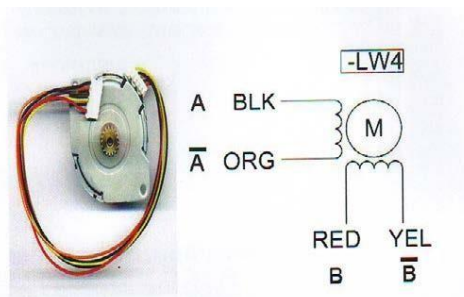 -LW4
A BLK
M
A̅ ORG
RED YEL
B B̅